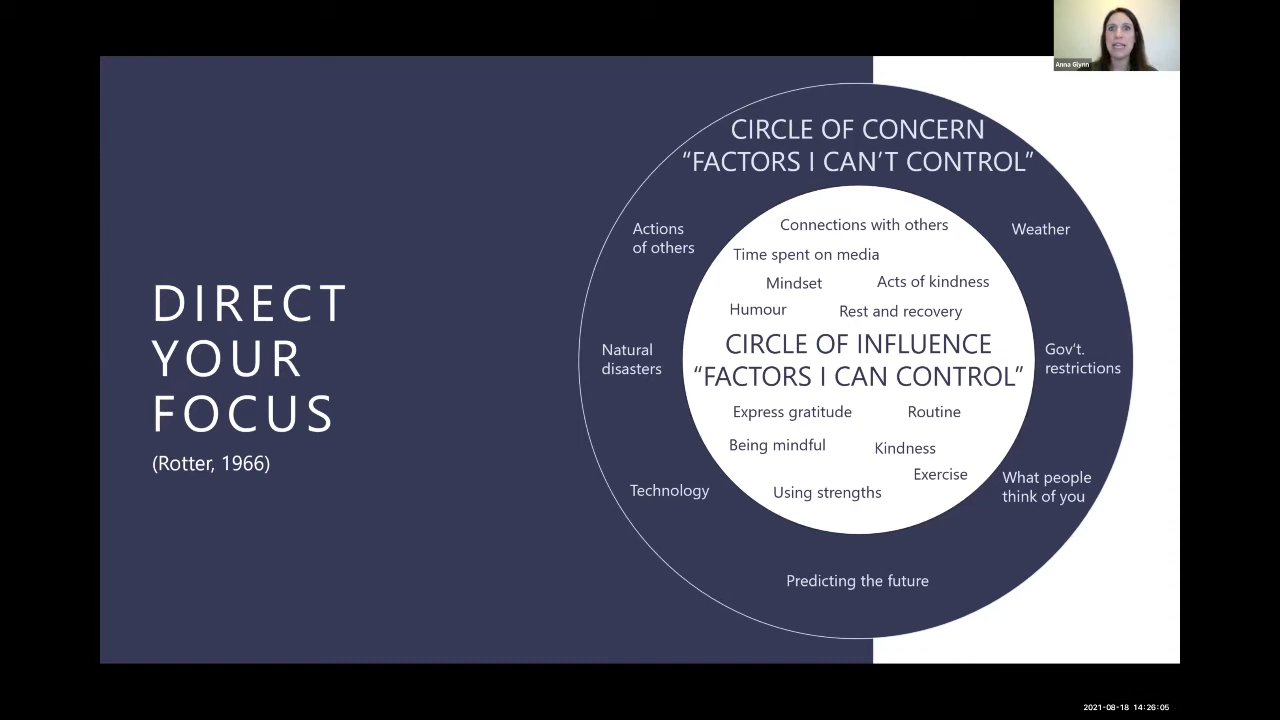 Anna Glynn
CIRCLE OF CONCERN
“FACTORS I CAN’T CONTROL”
Actions
of others
Weather
Connections with others
Time spent on media
Mindset
Acts of kindness
Humour
Rest and recovery
DIRECT
YOUR
FOCUS
(Rotter, 1966)
Natural
disasters
CIRCLE OF INFLUENCE
“FACTORS I CAN CONTROL”
Gov’t.
restrictions
Express gratitude
Routine
Being mindful
Kindness
Exercise
Using strengths
Technology
What people
think of you
Predicting the future
2021-08-18 14:26:05